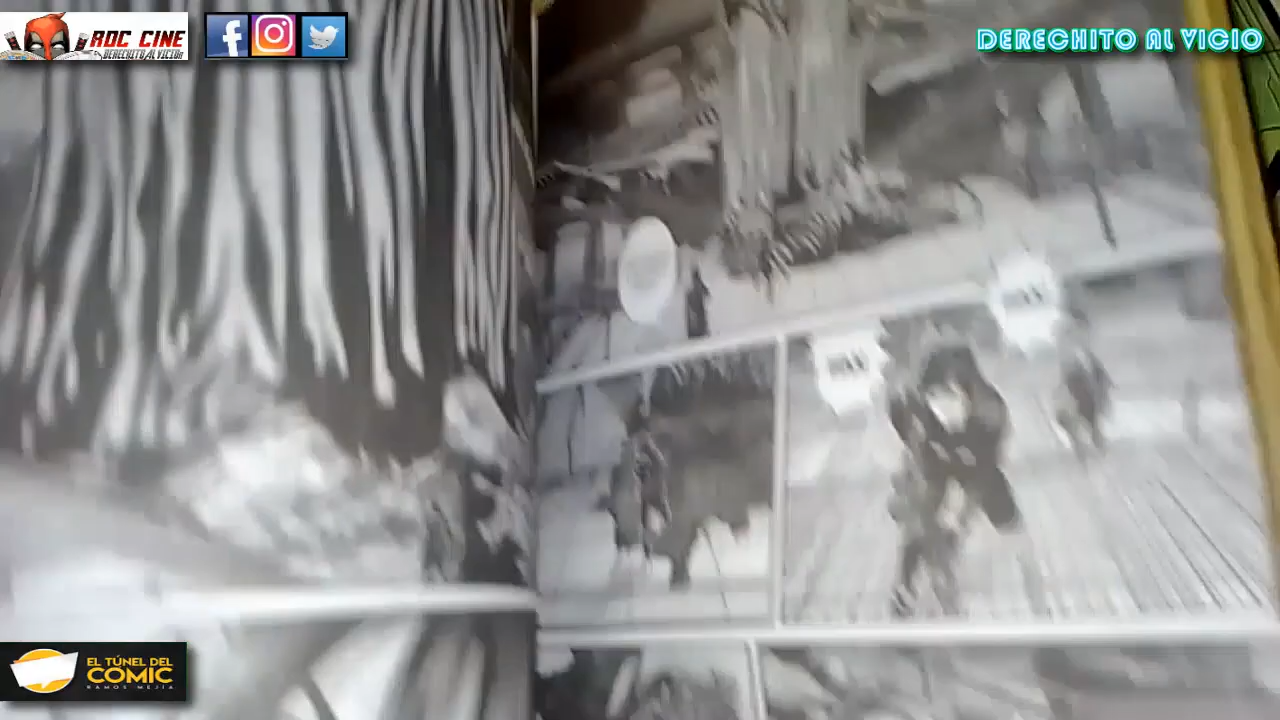 ROC CINE
DERECHITO AL VICIO!!
DERECHITO AL VICIO
EL TÚNEL DEL
COMIC
RAMOS MEJÍA